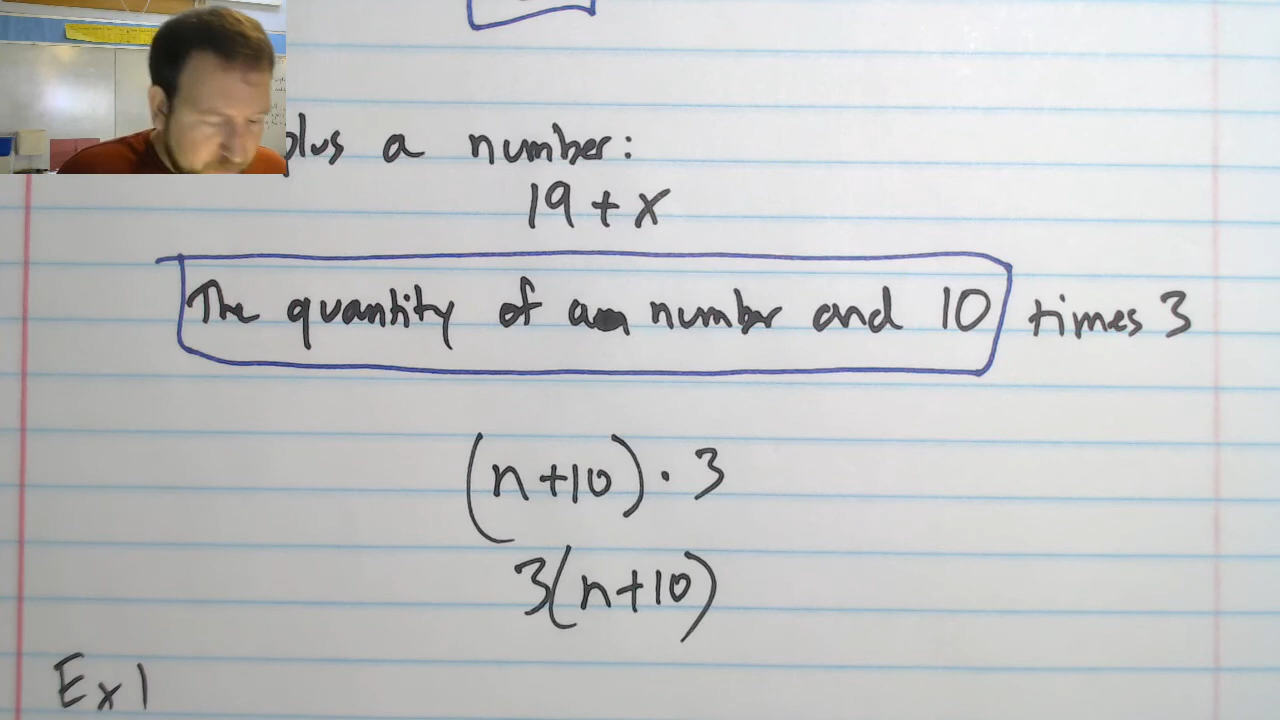 plus a number:
19 + x
The quantity of a number and 10 times 3
(n+10) · 3
3(n+10)
Ex 1